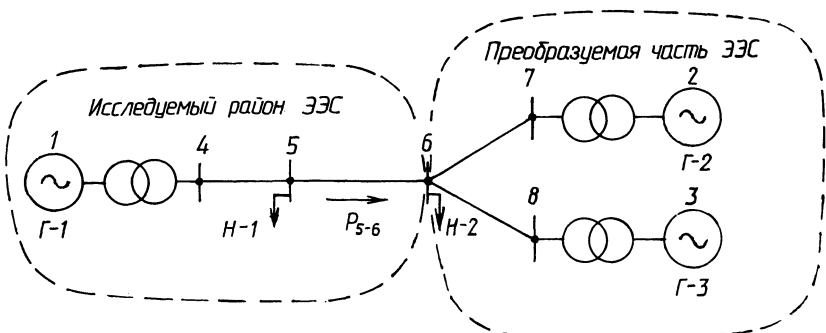 Преобразуемая часть ЭЭС
Исследуемый район ЭЭС
7
2
1
4
5
6
Г-2
8
3
Г-1
Н-1
P5-6
Н-2
Г-3